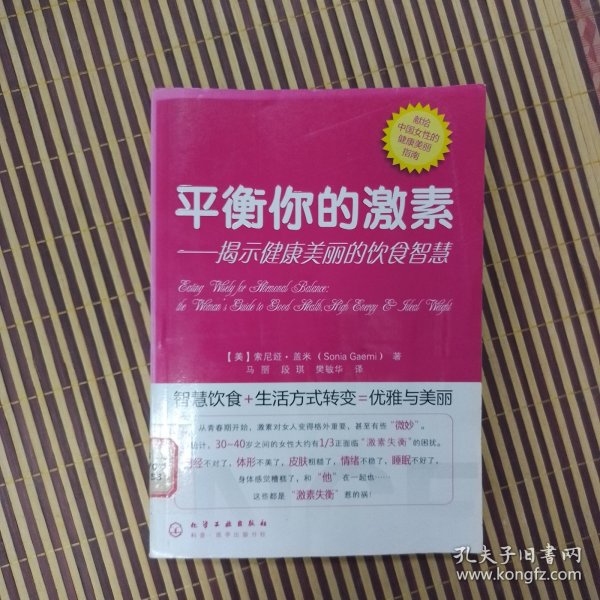 献给
中国女性的
健康美丽
指南
平衡你的激素
——揭示健康美丽的饮食智慧
Eating Wisely for Hormonal Balance:
the Woman's Guide to Good Health, High Energy & Ideal Weight
【美】索尼娅·盖米（Sonia Gaemi）著
马丽 段琪 樊敏华 译
智慧饮食+生活方式转变=优雅与美丽
从青春期开始，激素对女人变得格外重要，甚至有些“微妙”。
计，30~40岁之间的女性大约有1/3正面临“激素失衡”的困扰。
经不对了，体形不美了，皮肤粗糙了，情绪不稳了，睡眠不好了，
身体感觉糟糕了，和“他”在一起也……
这些都是“激素失衡”惹的祸！
化学工业出版社
孔夫子旧书网
www.kongfz.com